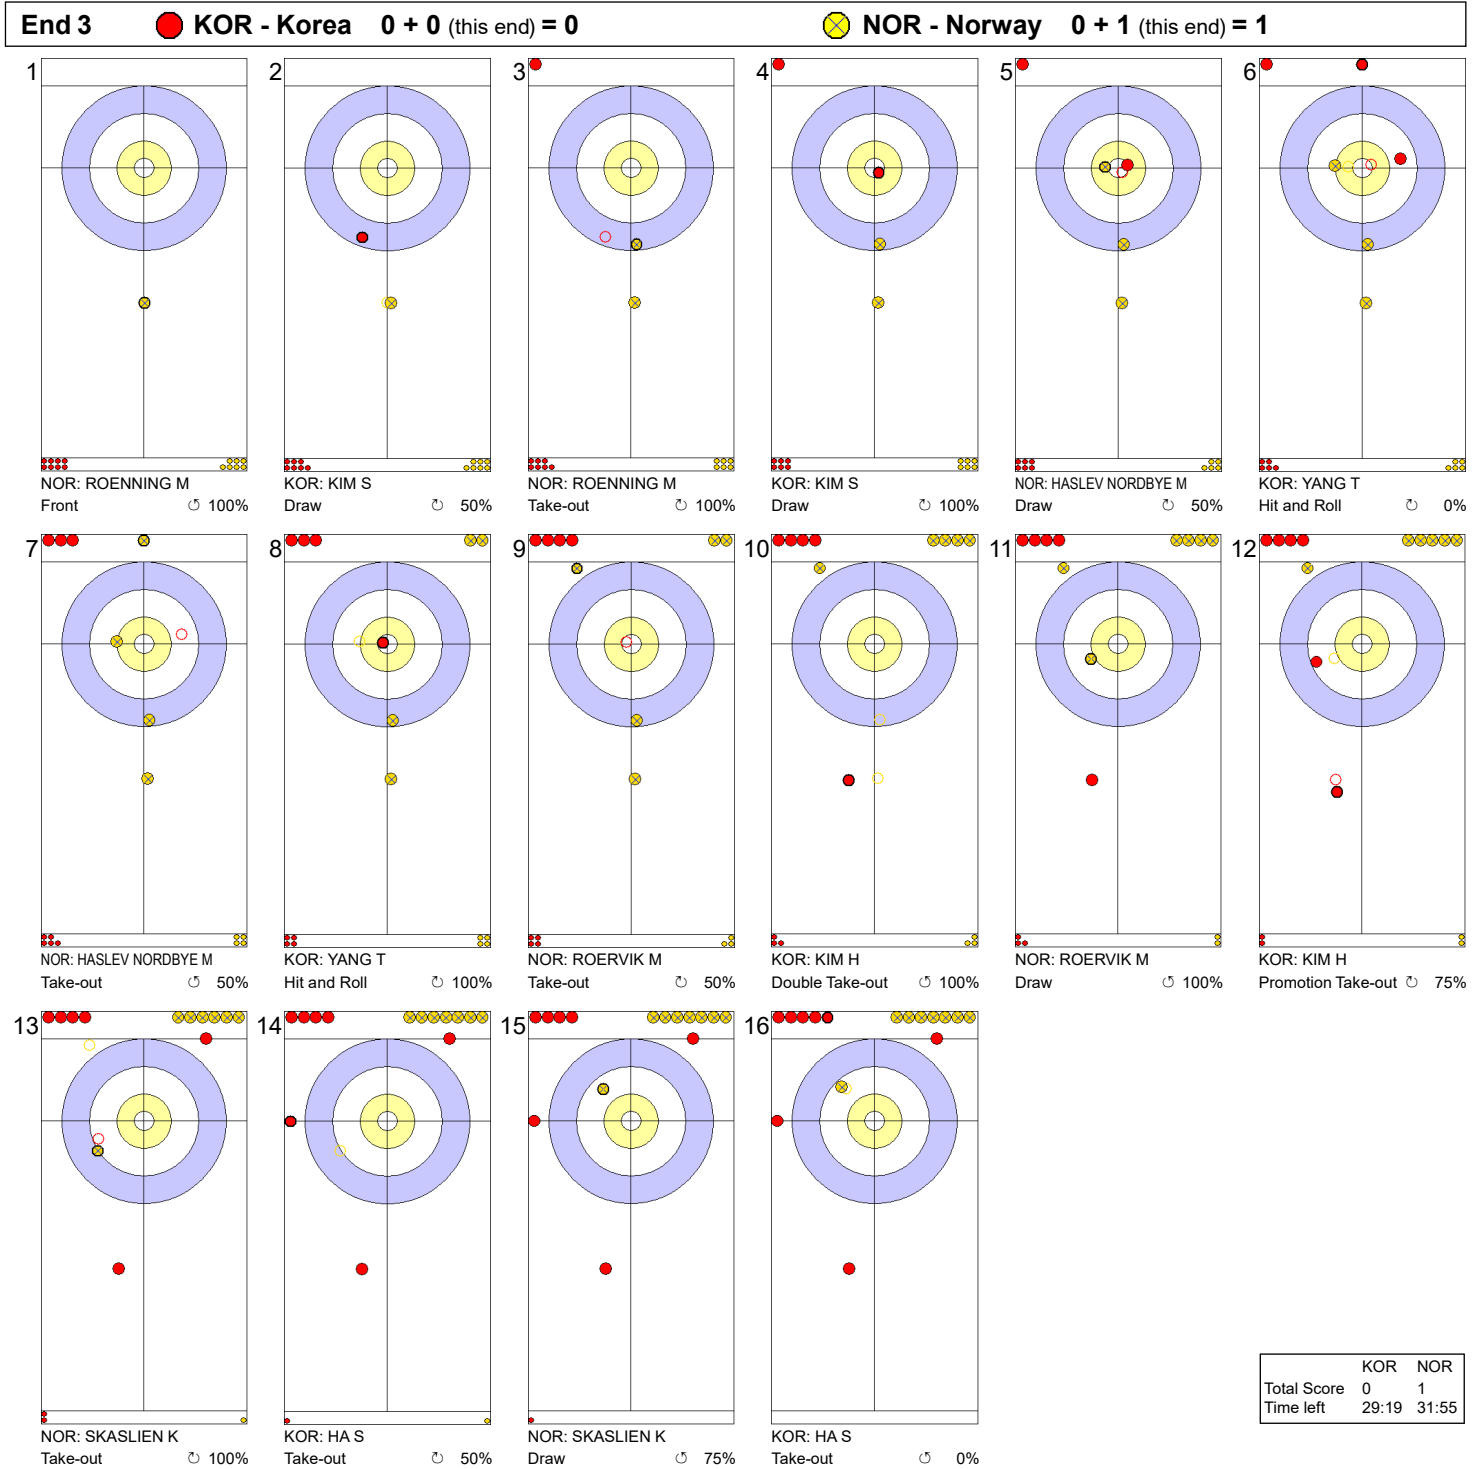 End 3 KOR - Korea 0 + 0 (this end) = 0 NOR - Norway 0 + 1 (this end) = 1
1 2 3 4 5 6
NOR: ROENNING M KOR: KIM S NOR: ROENNING M KOR: KIM S NOR: HASLEV NORDBYE M KOR: YANG T
Front ↺ 100% Draw ↻ 50% Take-out ↻ 100% Draw ↻ 100% Draw ↺ 50% Hit and Roll ↻ 0%
7 8 9 10 11 12
NOR: HASLEV NORDBYE M KOR: YANG T NOR: ROERVIK M KOR: KIM H NOR: ROERVIK M KOR: KIM H
Take-out ↺ 50% Hit and Roll ↻ 100% Take-out ↻ 50% Double Take-out ↺ 100% Draw ↺ 100% Promotion Take-out ↻ 75%
13 14 15 16
NOR: SKASLIEN K KOR: HA S NOR: SKASLIEN K KOR: HA S
Take-out ↻ 100% Take-out ↻ 50% Draw ↺ 75% Take-out ↺ 0%
KOR NOR
Total Score 0 1
Time left 29:19 31:55